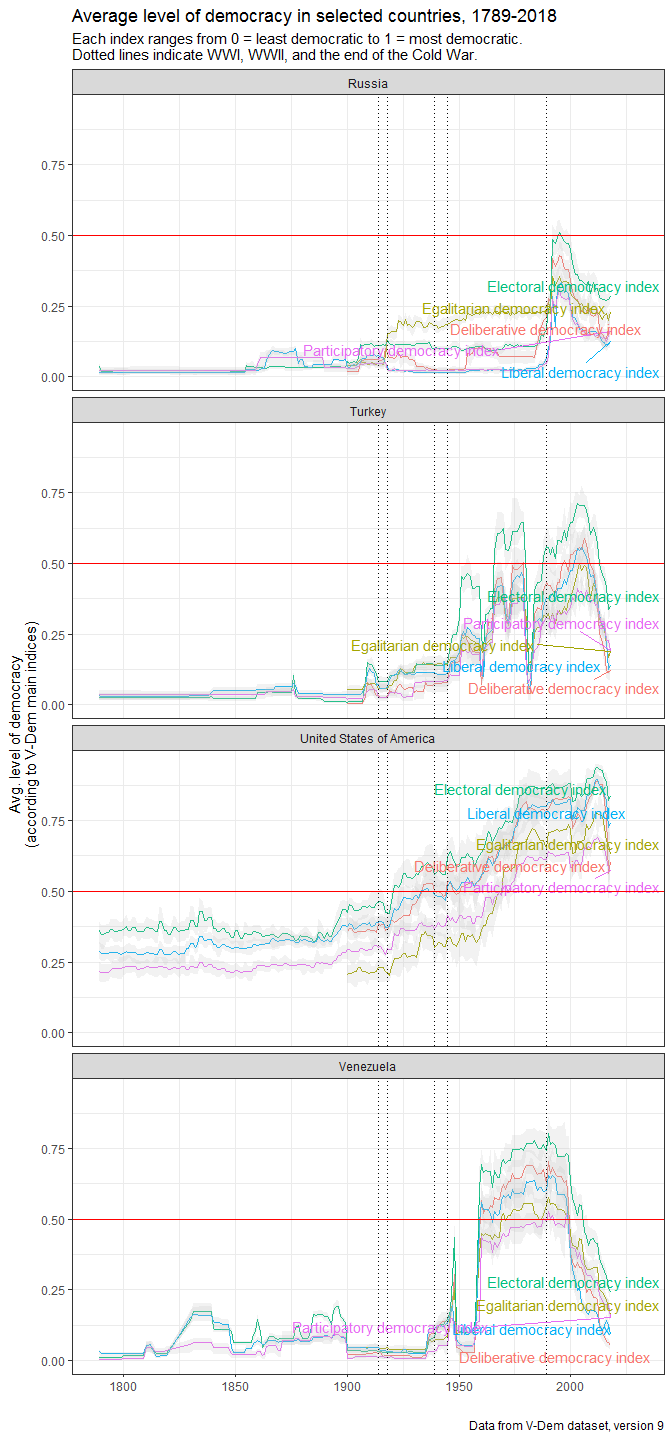 Average level of democracy in selected countries, 1789-2018
Each index ranges from 0 = least democratic to 1 = most democratic.
Dotted lines indicate WWI, WWII, and the end of the Cold War.
Avg. level of democracy
(according to V-Dem main indices)
Russia
0.75
0.50
0.25
0.00
Electoral democracy index
Egalitarian democracy index
Deliberative democracy index
Participatory democracy index
Liberal democracy index
Turkey
0.75
0.50
0.25
0.00
Electoral democracy index
Participatory democracy index
Egalitarian democracy index
Liberal democracy index
Deliberative democracy index
United States of America
0.75
0.50
0.25
0.00
Electoral democracy index
Liberal democracy index
Egalitarian democracy index
Deliberative democracy index
Participatory democracy index
Venezuela
0.75
0.50
0.25
0.00
Electoral democracy index
Egalitarian democracy index
Participatory democracy index
Liberal democracy index
Deliberative democracy index
1800
1850
1900
1950
2000
Data from V-Dem dataset, version 9